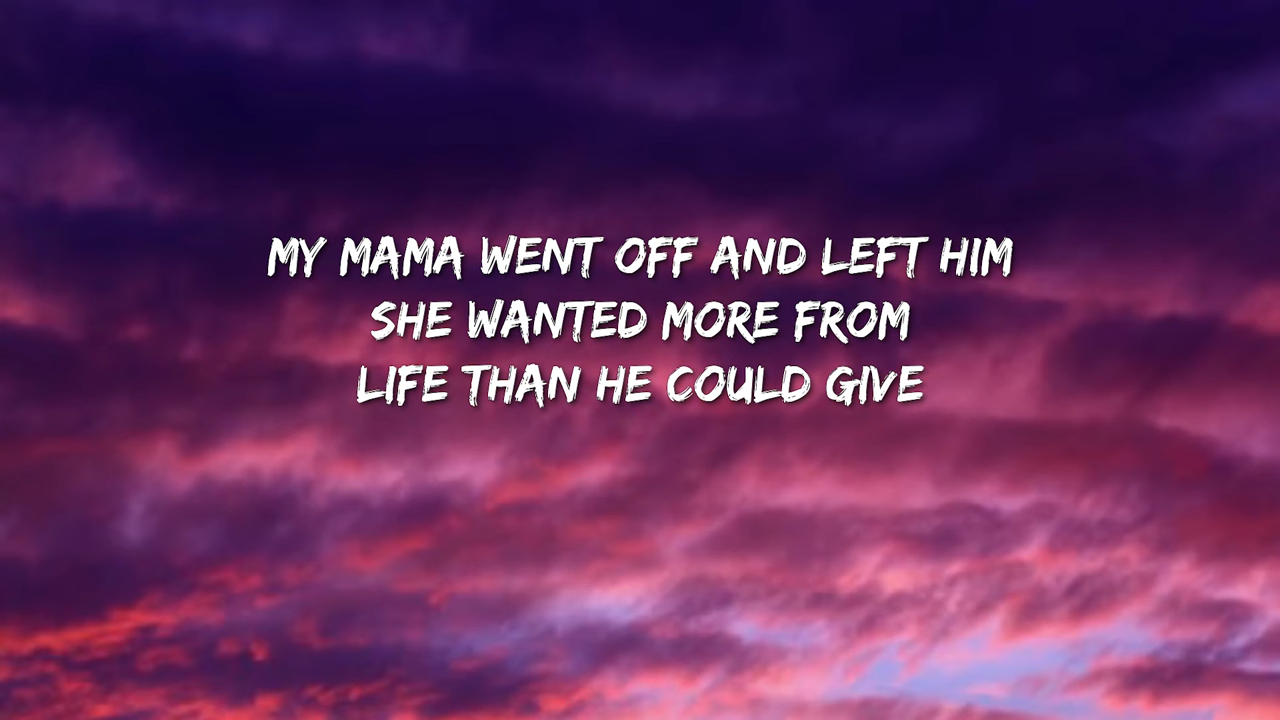 MY MAMA WENT OFF AND LEFT HIM
SHE WANTED MORE FROM
LIFE THAN HE COULD GIVE